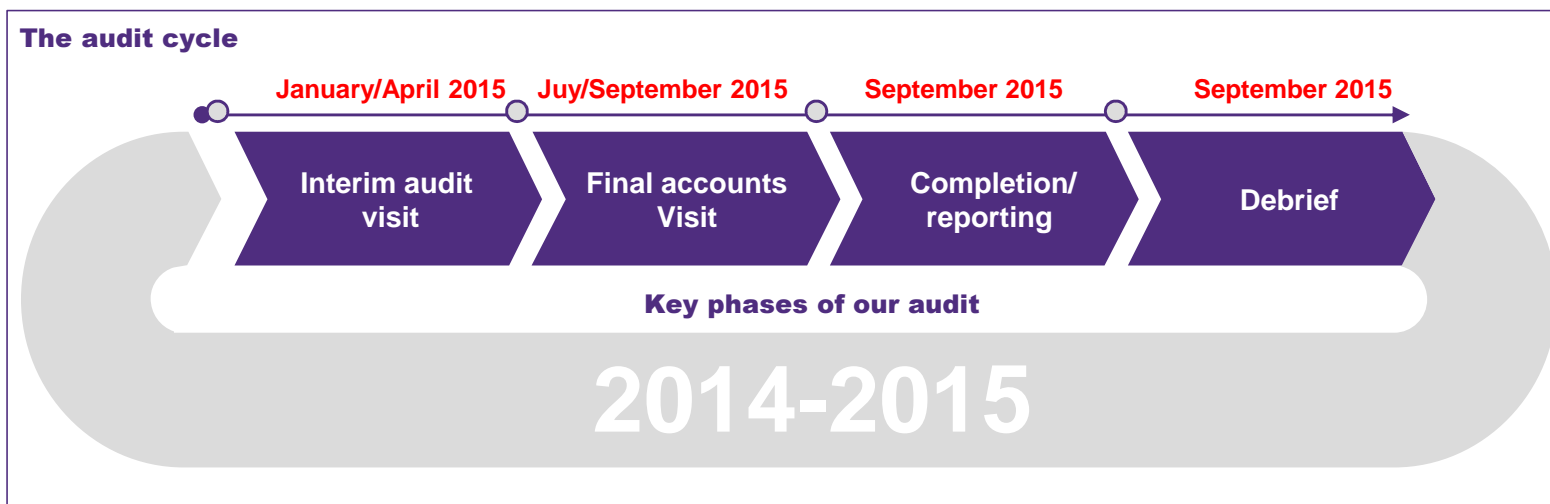 The audit cycle
January/April 2015
Juy/September 2015
September 2015
September 2015
Interim audit
visit
Final accounts
Visit
Completion/
reporting
Debrief
Key phases of our audit
2014-2015